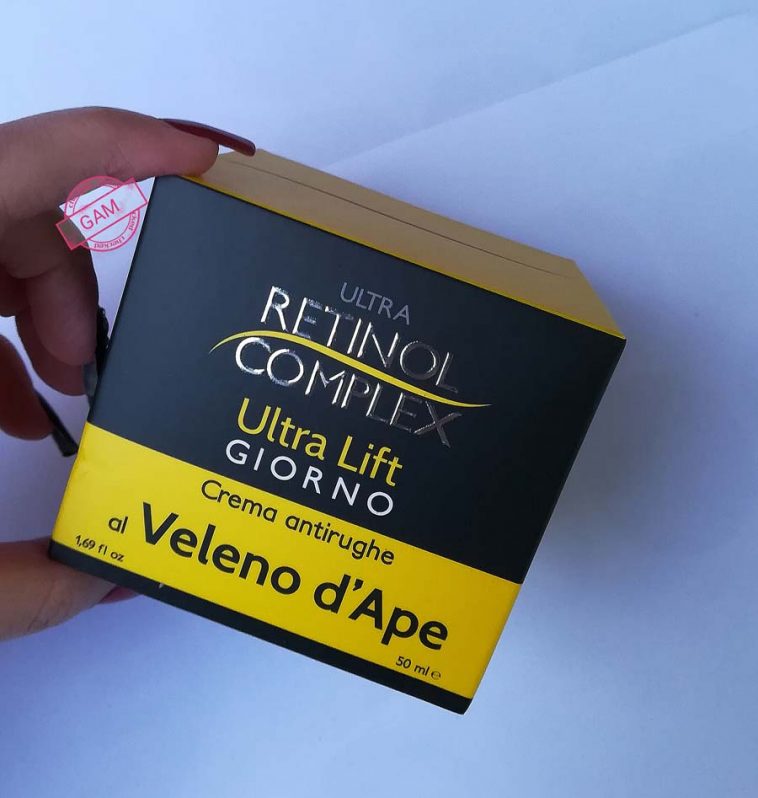 GAM
ULTRA
RETINOL
COMPLEX
Ultra Lift
GIORNO
Crema antirughe
al Veleno d'Ape
1,69 fl oz
50 ml e